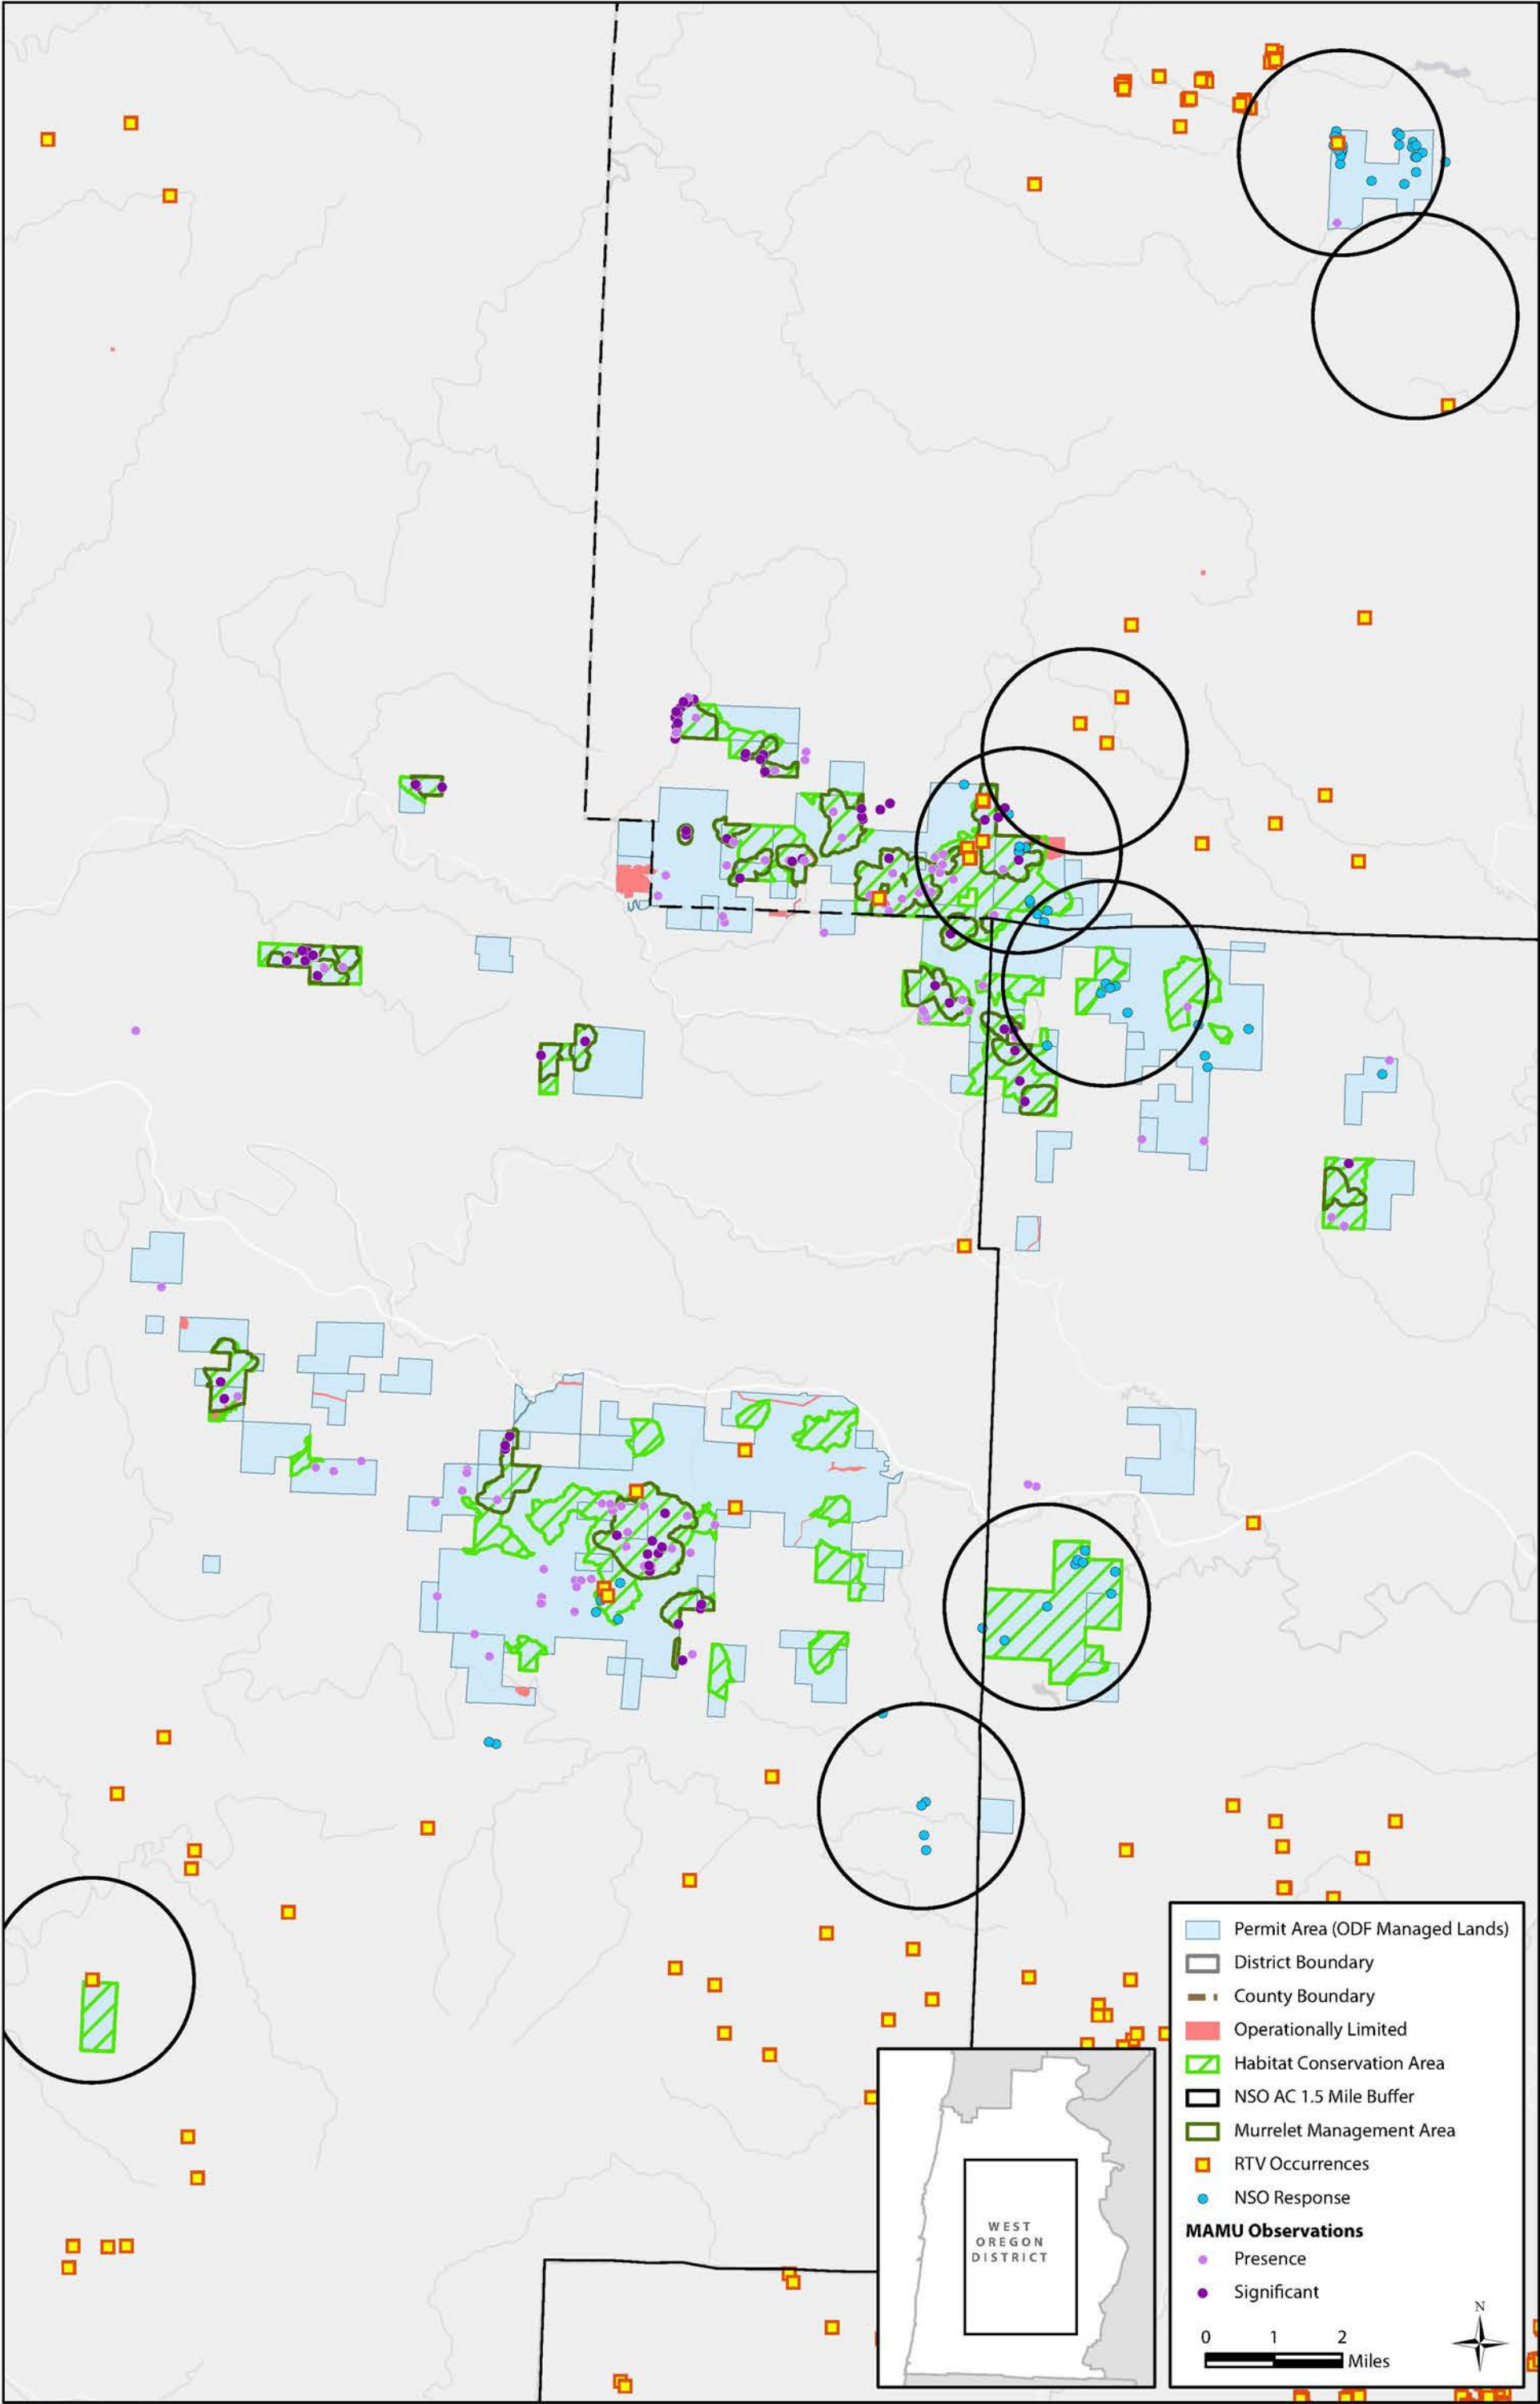 Permit Area (ODF Managed Lands)
District Boundary
County Boundary
Operationally Limited
Habitat Conservation Area
NSO AC 1.5 Mile Buffer
Murrelet Management Area
RTV Occurrences
NSO Response
MAMU Observations
Presence
Significant
WEST
OREGON
DISTRICT
N
0 1 2
Miles